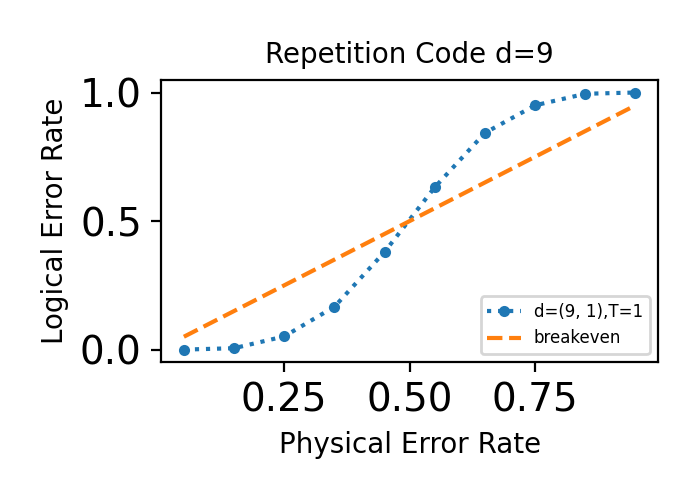 Repetition Code d=9
Logical Error Rate
1.0
0.5
0.0
d=(9, 1),T=1
breakeven
0.25 0.50 0.75
Physical Error Rate